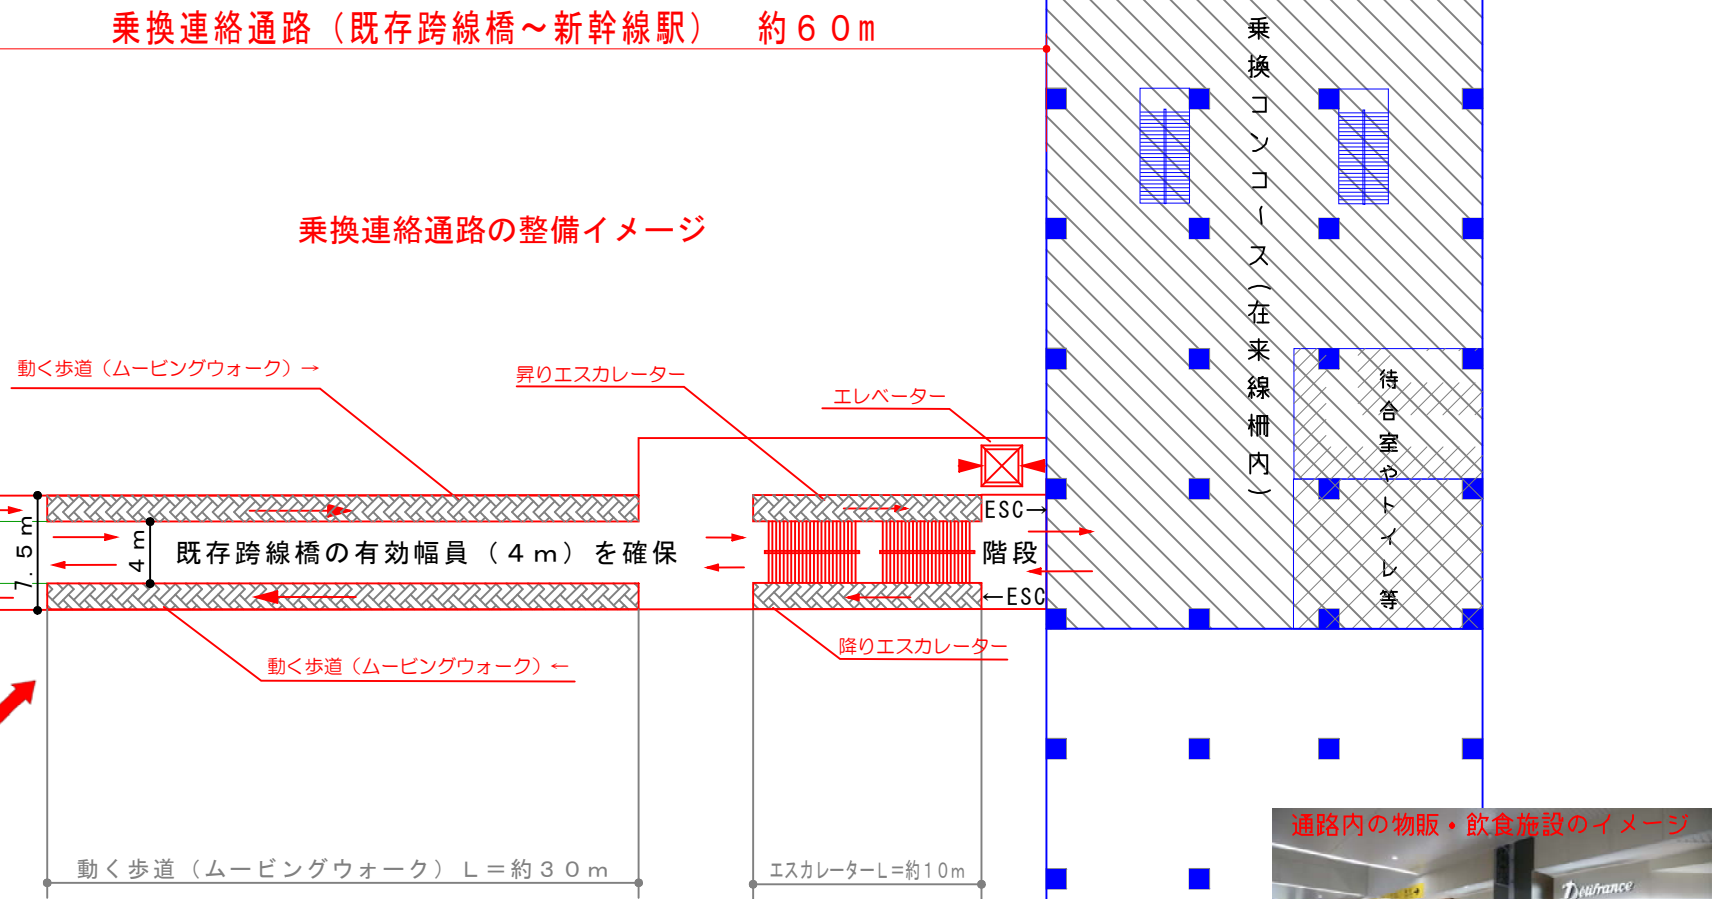 乗換連絡通路（既存跨線橋～新幹線駅）　約６０m
乗換コンコース（在来線柵内）
乗換連絡通路の整備イメージ
動く歩道（ムービングウォーク）→
昇りエスカレーター
エレベーター
待合室やトイレ等
ESC→
7.5m
4m
既存跨線橋の有効幅員（４ｍ）を確保
階段
←ESC
降りエスカレーター
動く歩道（ムービングウォーク）←
通路内の物販・飲食施設のイメージ
動く歩道（ムービングウォーク）Ｌ＝約３０ｍ
エスカレーターL=約10m
Délifrance